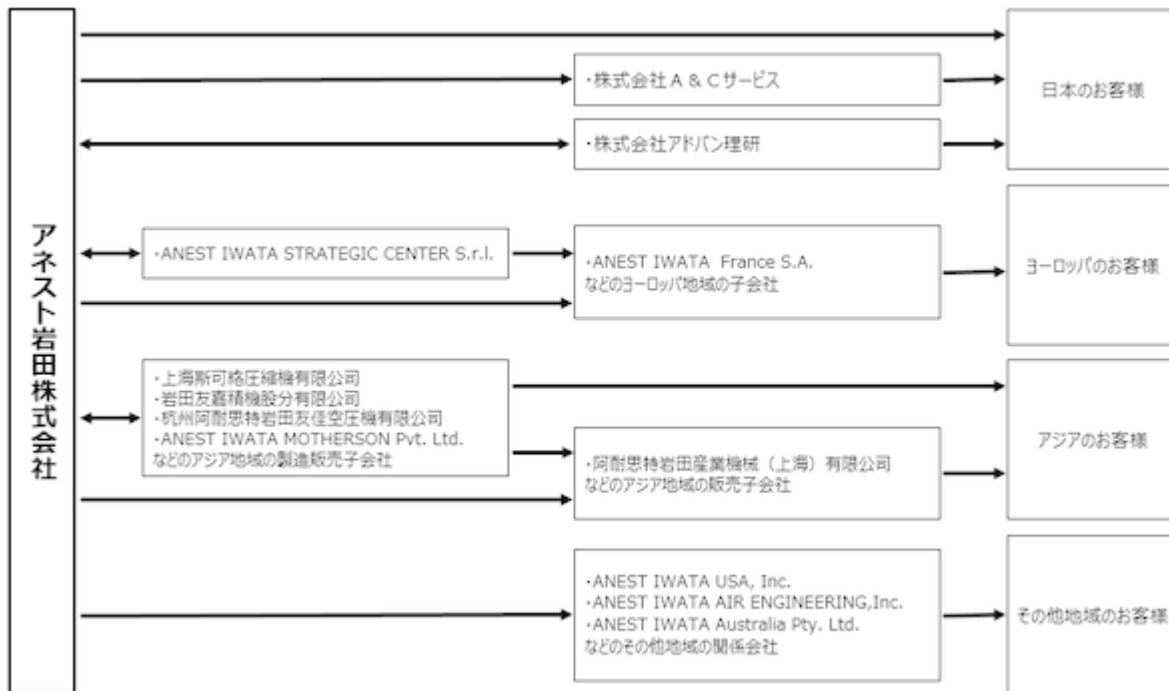 アネスト岩田株式会社
・株式会社A & Cサービス
・株式会社アドバン理研
日本のお客様
・ANEST IWATA STRATEGIC CENTER S.r.l.
・ANEST IWATA France S.A.
などのヨーロッパ地域の子会社
ヨーロッパのお客様
・上海斯可絡圧縮機有限公司
・岩田友嘉精機股分有限公司
・杭州阿耐思特岩田友佳空圧機有限公司
・ANEST IWATA MOTHERSON Pvt. Ltd.
などのアジア地域の製造販売子会社
・阿耐思特岩田産業機械（上海）有限公司
などのアジア地域の販売子会社
アジアのお客様
・ANEST IWATA USA, Inc.
・ANEST IWATA AIR ENGINEERING,Inc.
・ANEST IWATA Australia Pty. Ltd.
などのその他地域の関係会社
その他地域のお客様